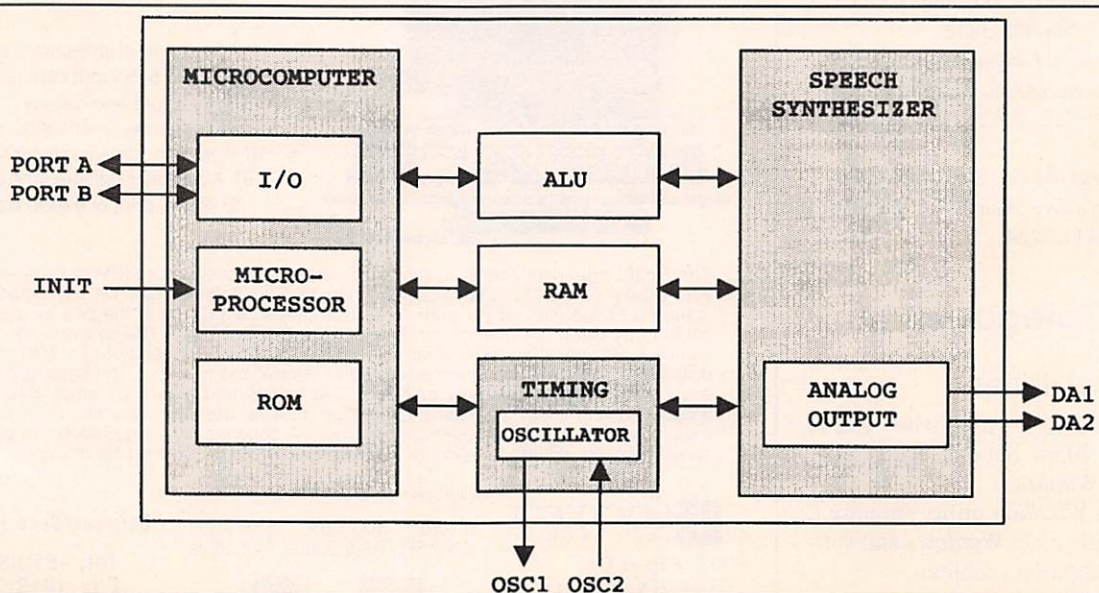 MICROCOMPUTER
SPEECH
SYNTHESIZER
PORT A
PORT B
I/O
ALU
INIT
MICRO-
PROCESSOR
RAM
ROM
TIMING
OSCILLATOR
ANALOG
OUTPUT
DA1
DA2
OSC1 OSC2